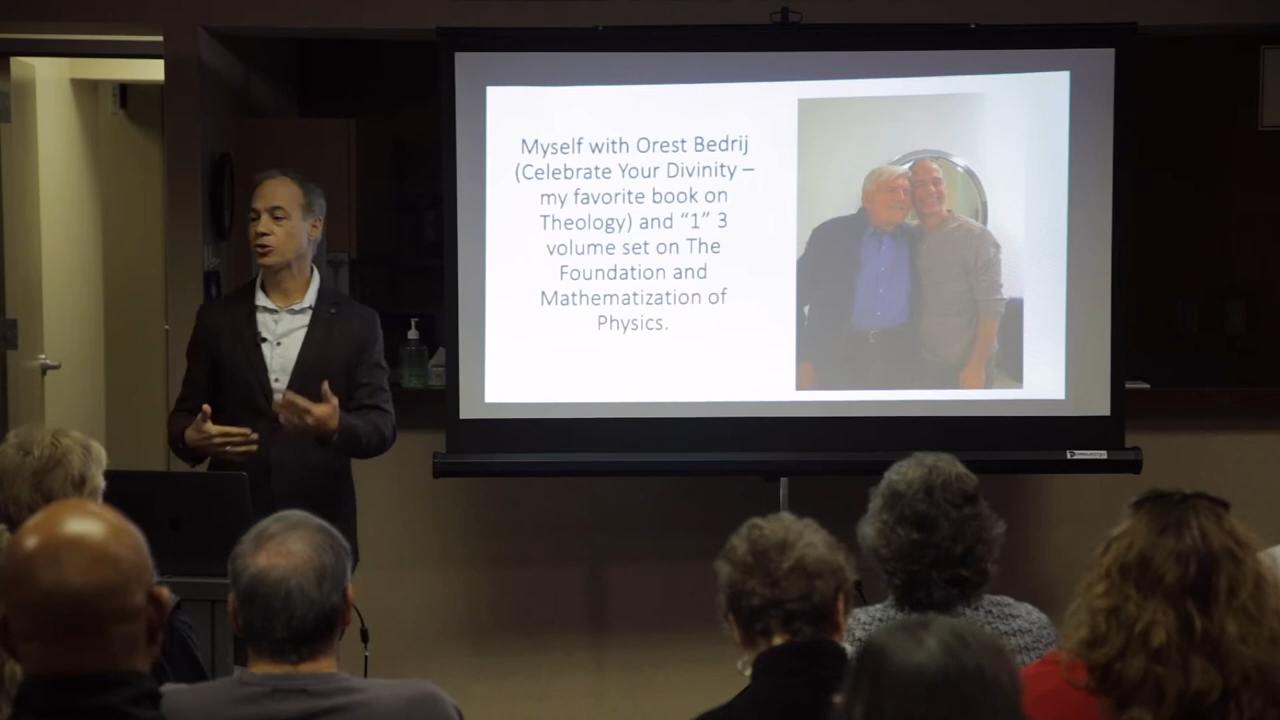 Myself with Orest Bedrij
(Celebrate Your Divinity –
my favorite book on
Theology) and “1” 3
volume set on The
Foundation and
Mathematization of
Physics.